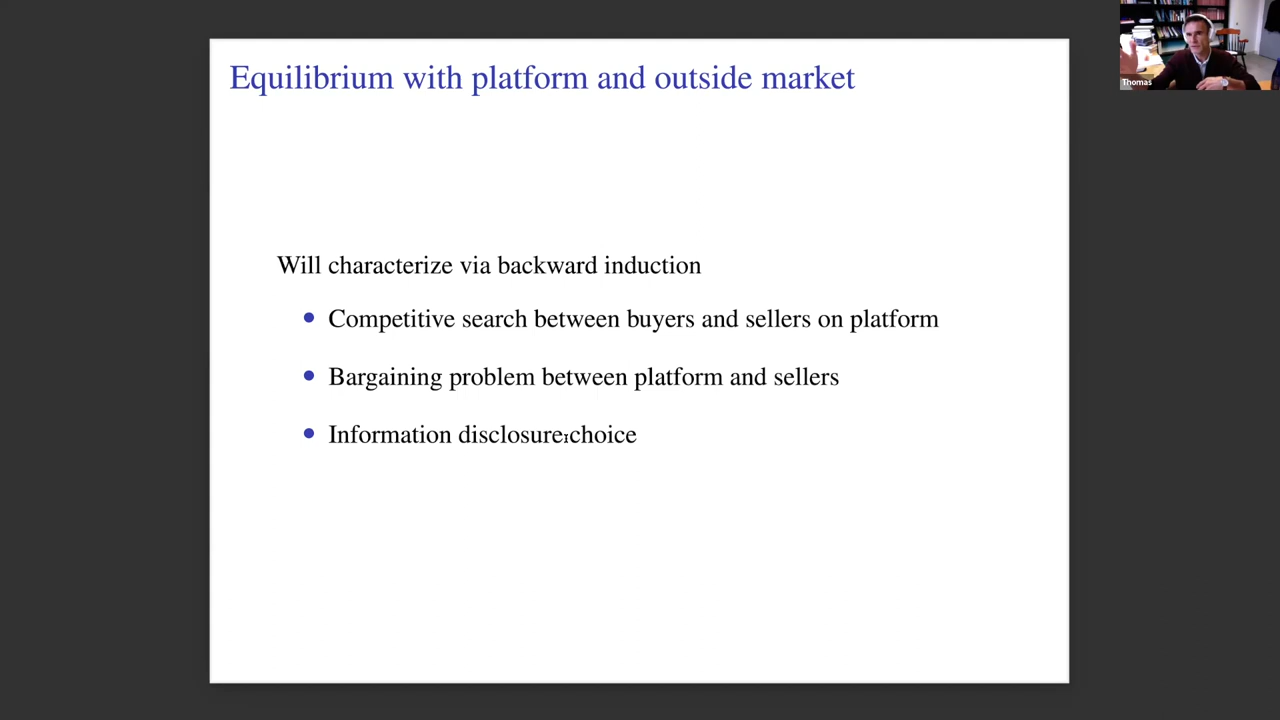 Equilibrium with platform and outside market
Thomas
Will characterize via backward induction
Competitive search between buyers and sellers on platform
Bargaining problem between platform and sellers
Information disclosure choice